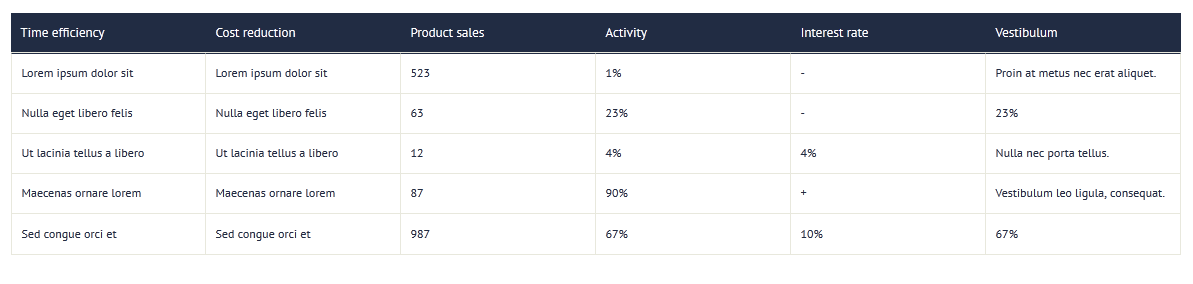 Time efficiency Cost reduction Product sales Activity Interest rate Vestibulum
Lorem ipsum dolor sit Lorem ipsum dolor sit 523 1% - Proin at metus nec erat aliquet.
Nulla eget libero felis Nulla eget libero felis 63 23% - 23%
Ut lacinia tellus a libero Ut lacinia tellus a libero 12 4% 4% Nulla nec porta tellus.
Maecenas ornare lorem Maecenas ornare lorem 87 90% + Vestibulum leo ligula, consequat.
Sed congue orci et Sed congue orci et 987 67% 10% 67%